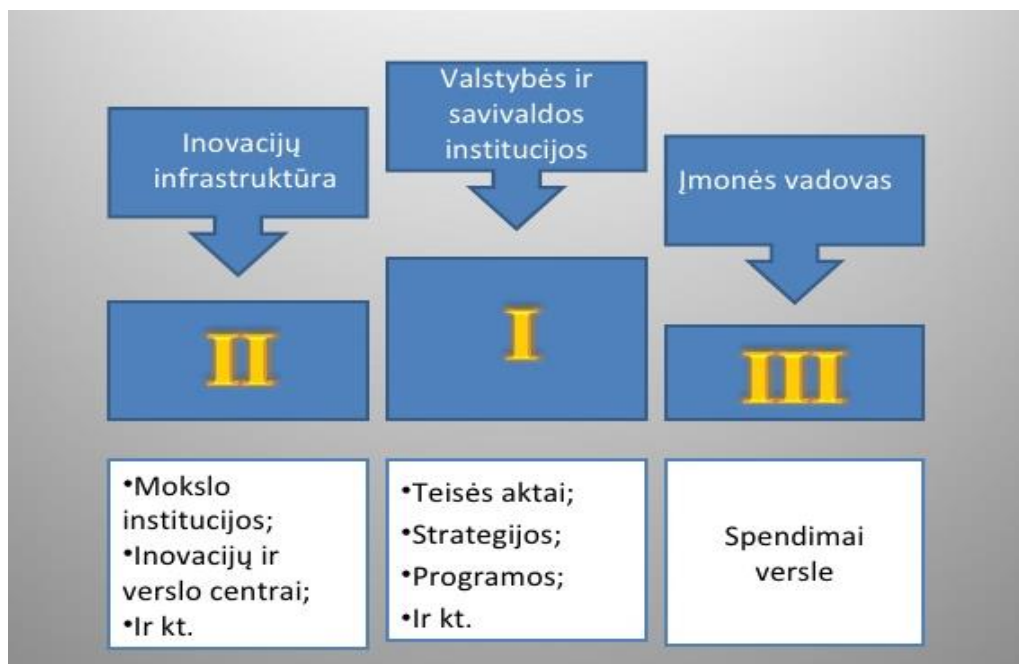 Inovacijų
infrastruktūra
Valstybės ir
savivaldos
institucijos
Įmonės vadovas
II
I
III
•Mokslo
institucijos;
•Inovacijų ir
verslo centrai;
•Ir kt.
•Teisės aktai;
•Strategijos;
•Programos;
•Ir kt.
Spendimai
versle